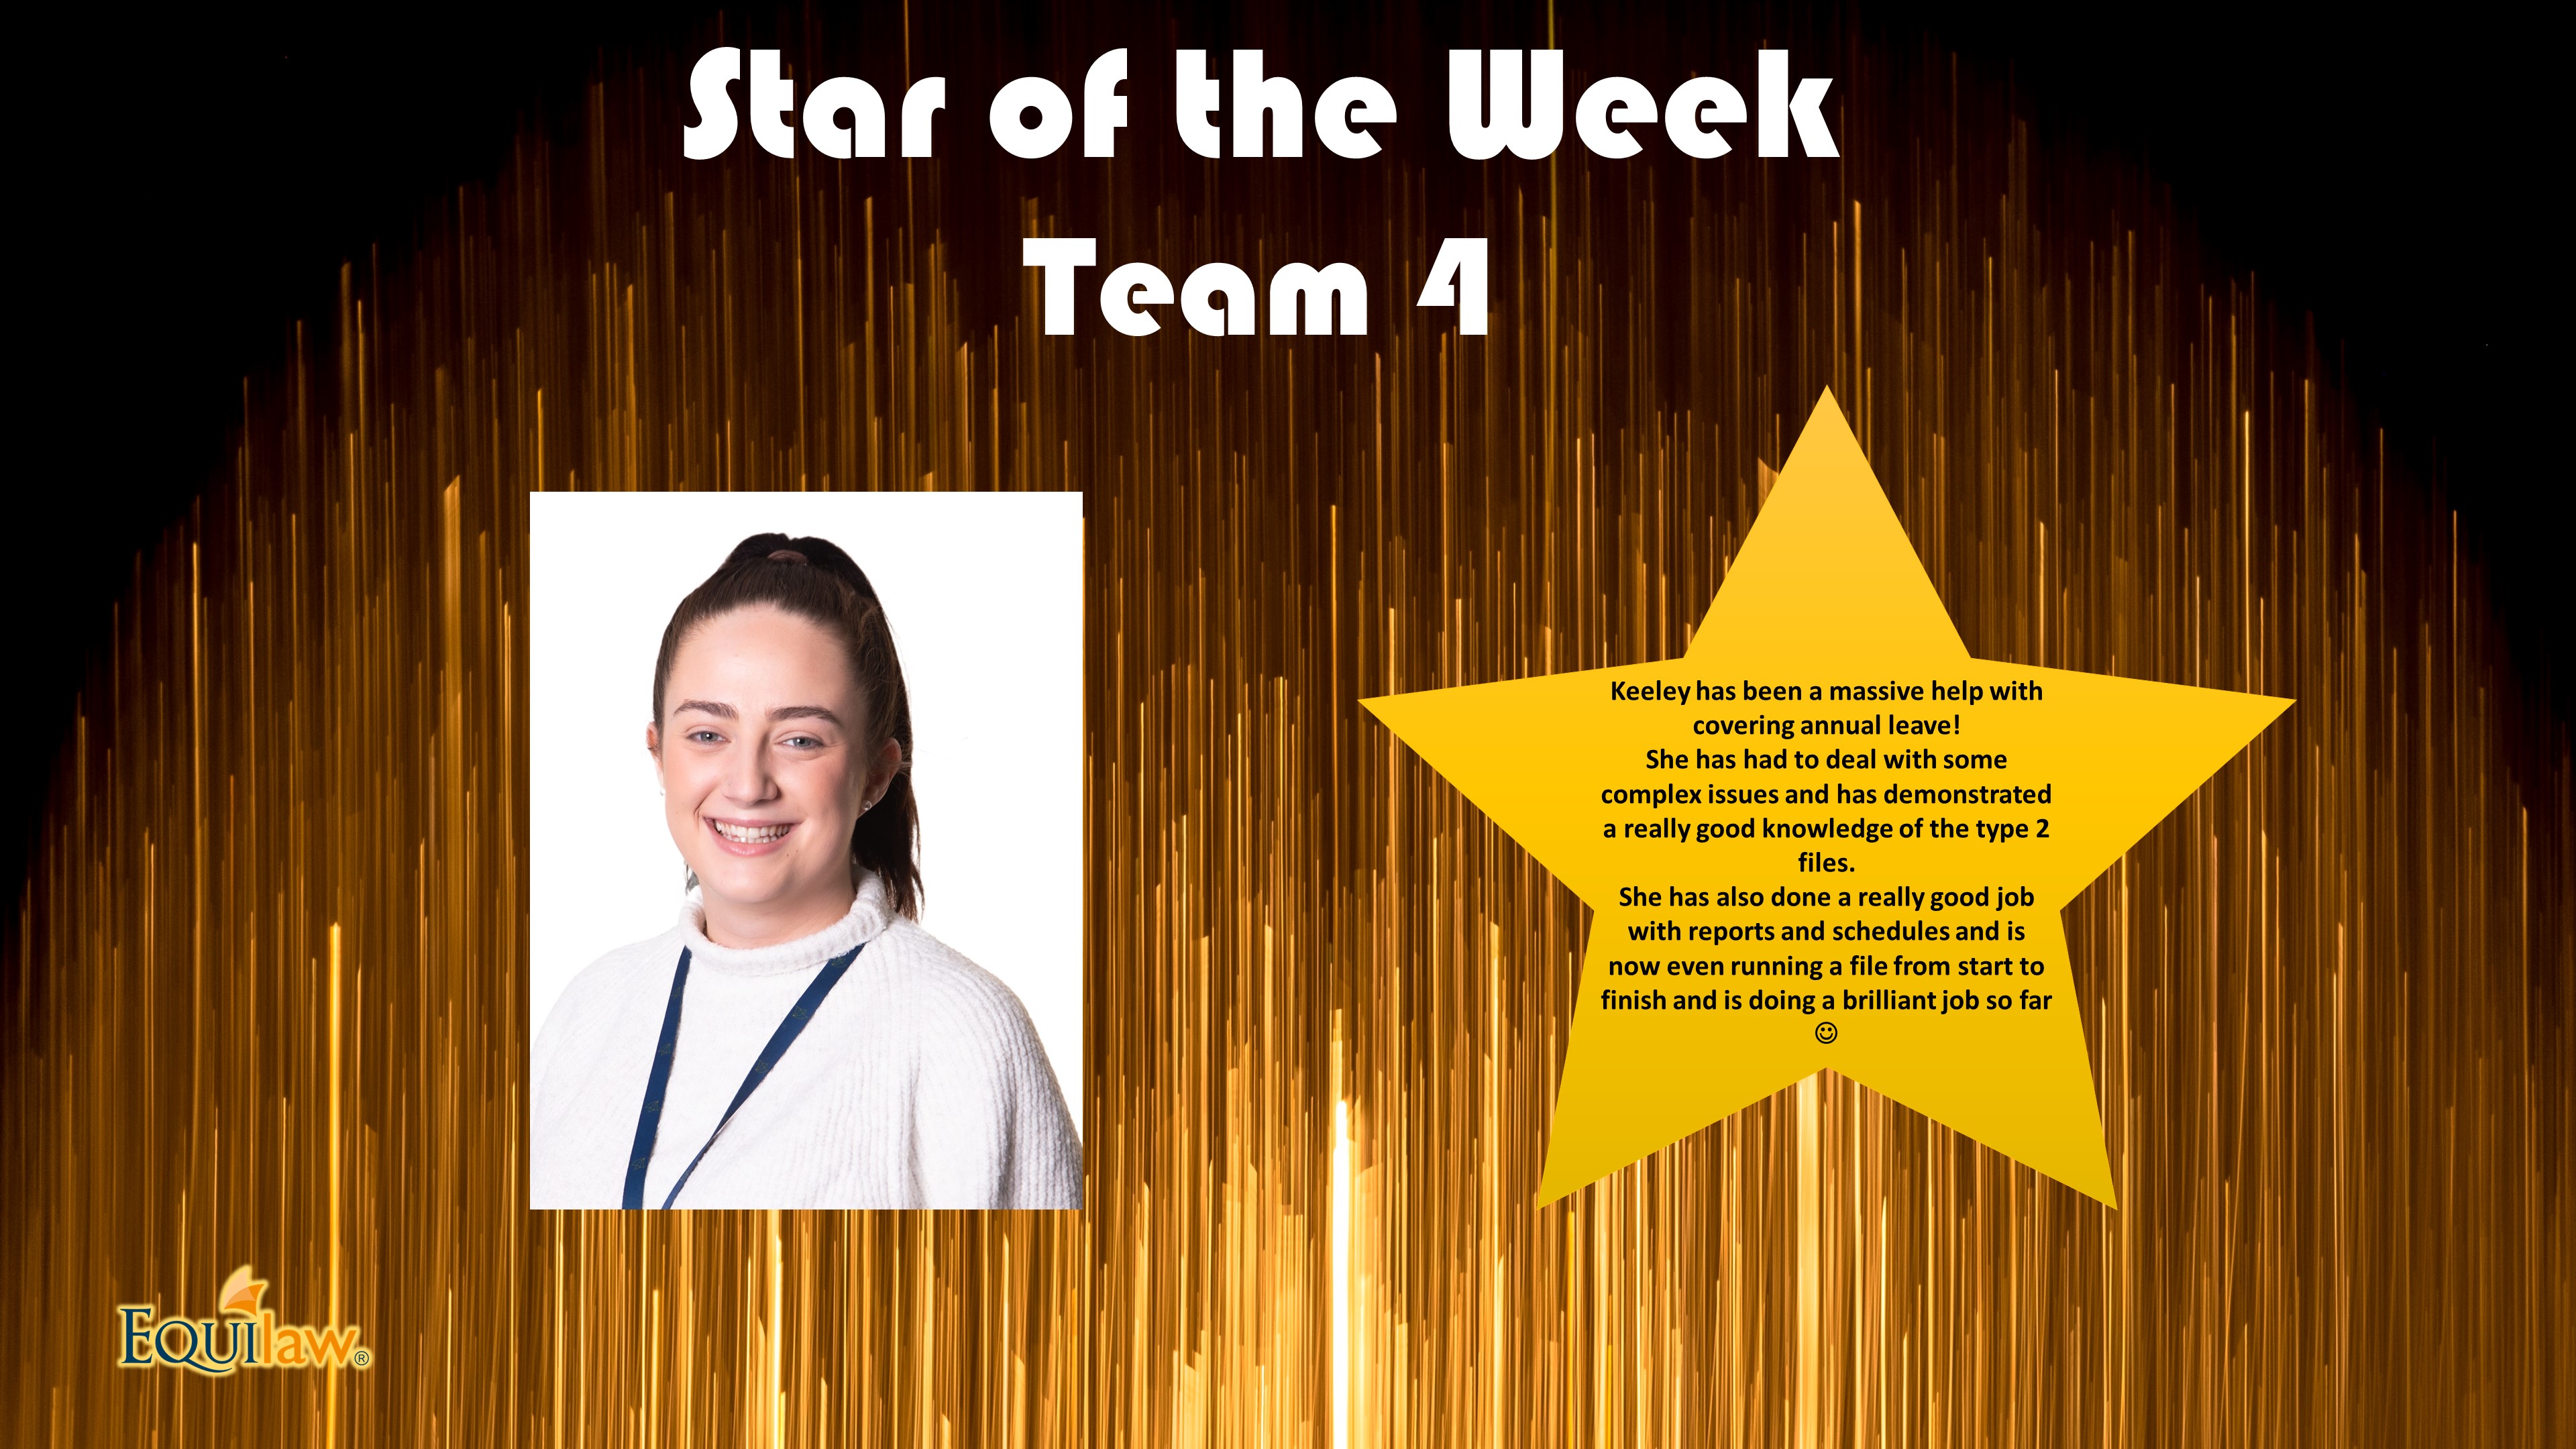 Star of the Week
Team 4
Keeley has been a massive help with
covering annual leave!
She has had to deal with some
complex issues and has demonstrated
a really good knowledge of the type 2
files.
She has also done a really good job
with reports and schedules and is
now even running a file from start to
finish and is doing a brilliant job so far
☺
EQUIlaw®